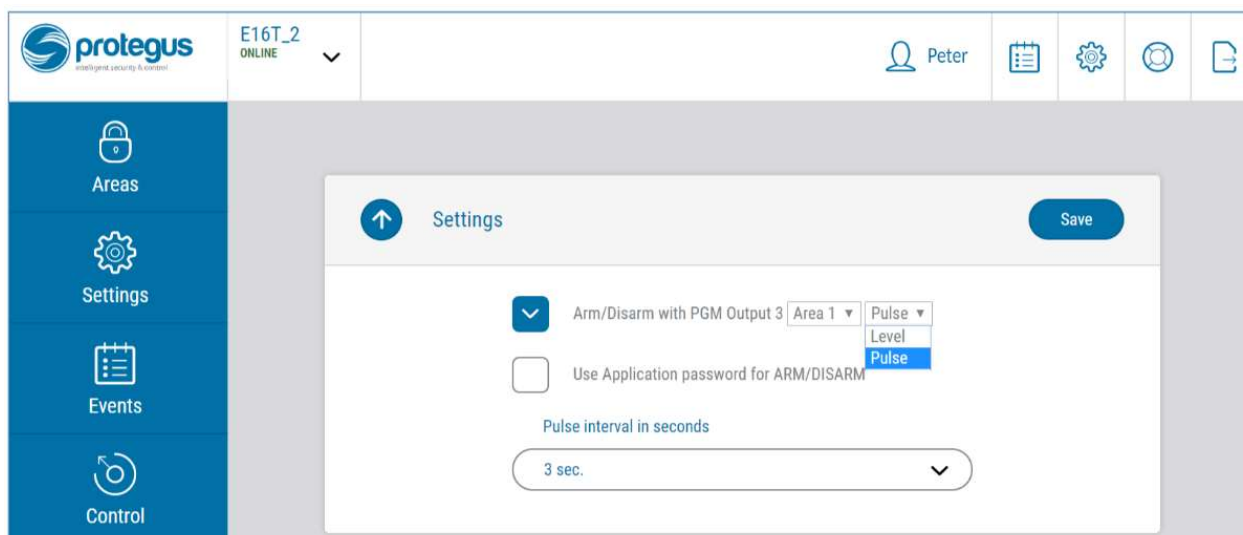 protegus
intelligent security & control
E16T_2
ONLINE
Peter
Areas
Settings
Events
Control
Settings
Save
Arm/Disarm with PGM Output 3 Area 1 Pulse
Level
Pulse
Use Application password for ARM/DISARM
Pulse interval in seconds
3 sec.